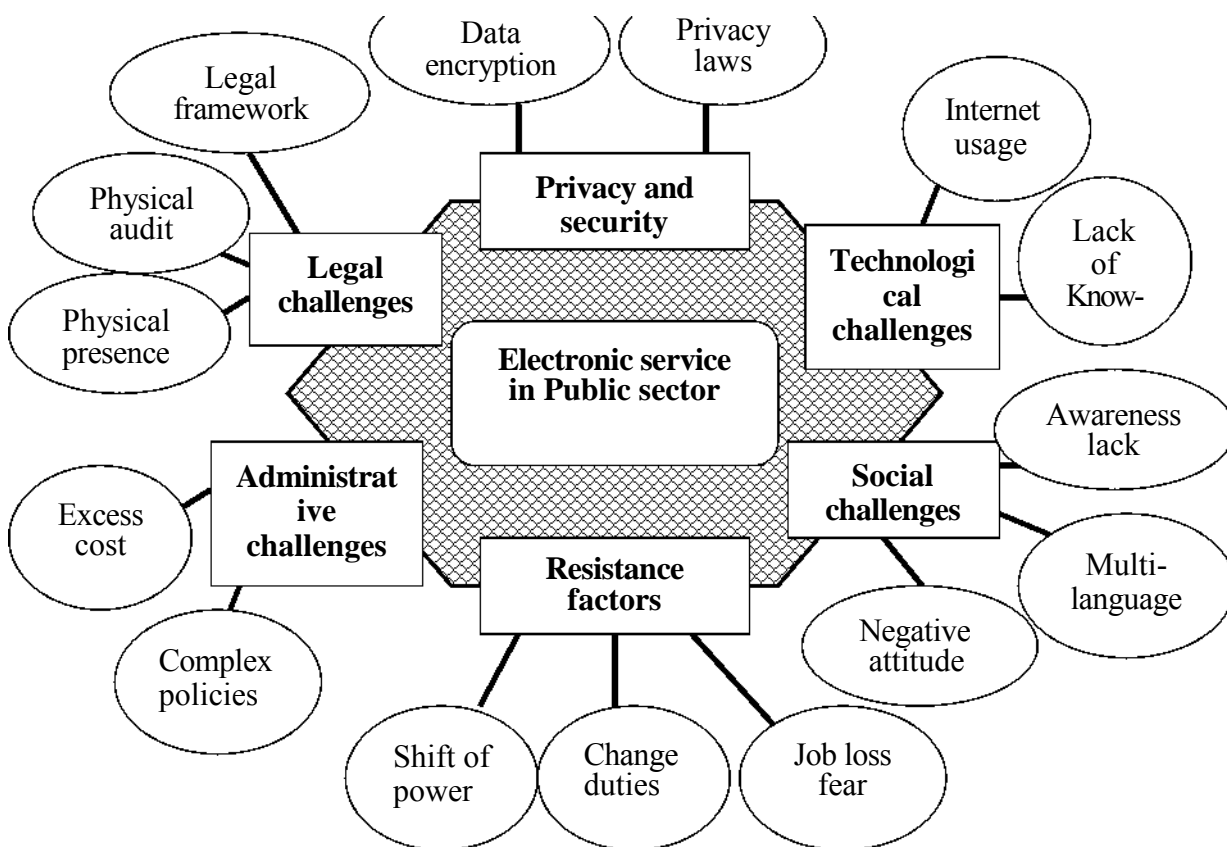 Data
encryption
Privacy
laws
Legal
framework
Internet
usage
Physical
audit
Privacy and
security
Lack
of
Know-
Legal
challenges
Technologi
cal
challenges
Physical
presence
Electronic service
in Public sector
Awareness
lack
Administrat
ive
challenges
Social
challenges
Excess
cost
Resistance
factors
Multi-
language
Negative
attitude
Complex
policies
Shift of
power
Change
duties
Job loss
fear